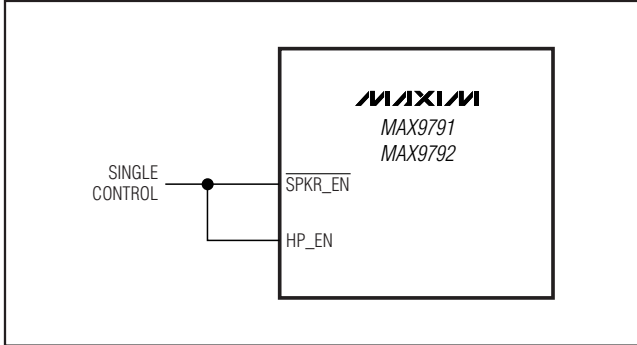 MAXIM
MAX9791
MAX9792
SINGLE
CONTROL
SPKR_EN
HP_EN